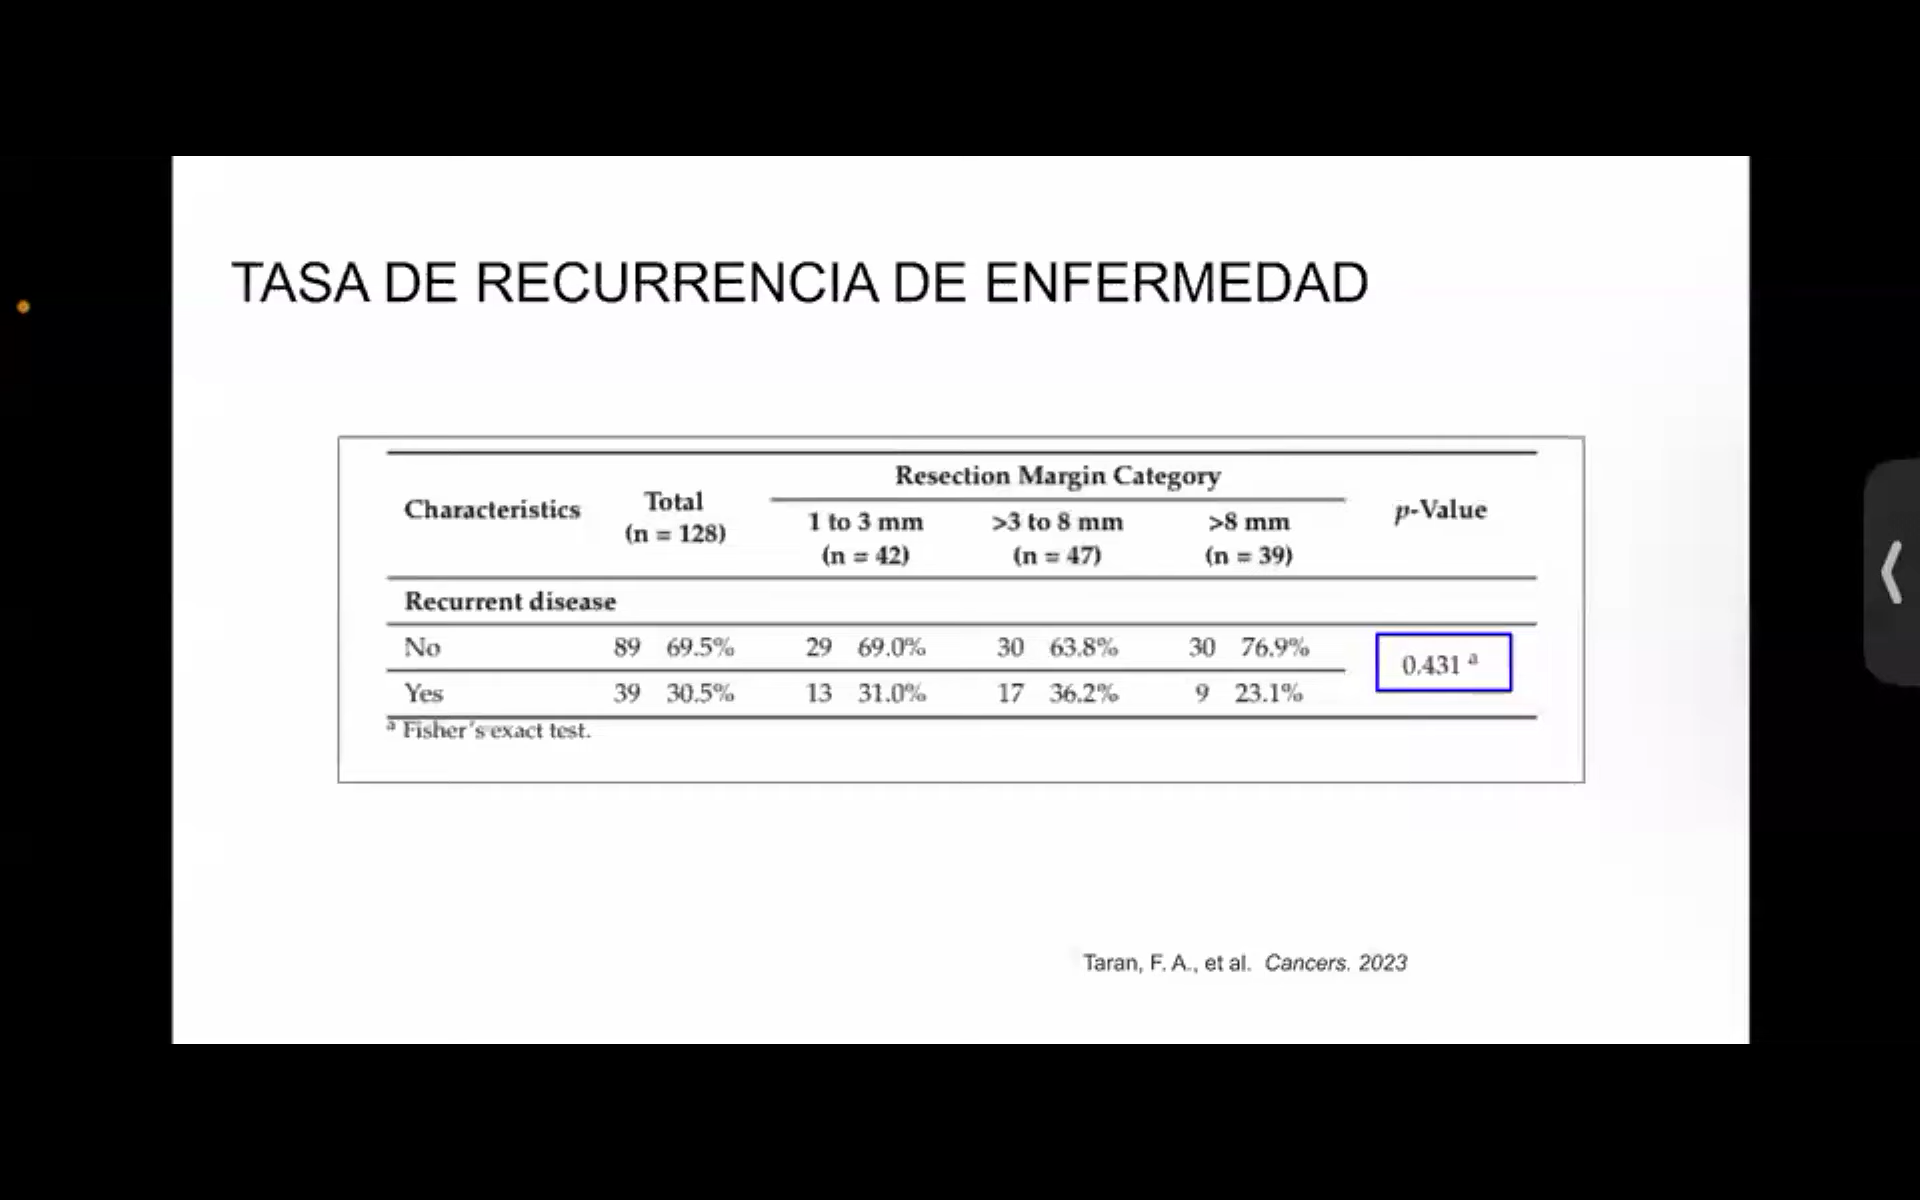 TASA DE RECURRENCIA DE ENFERMEDAD
Resection Margin Category
Characteristics Total (n = 128) 1 to 3 mm (n = 42) >3 to 8 mm (n = 47) >8 mm (n = 39) p-Value
Recurrent disease
No 89 69.5% 29 69.0% 30 63.8% 30 76.9% 0.431 a
Yes 39 30.5% 13 31.0% 17 36.2% 9 23.1%
a Fisher's exact test.
Taran, F. A., et al. Cancers. 2023